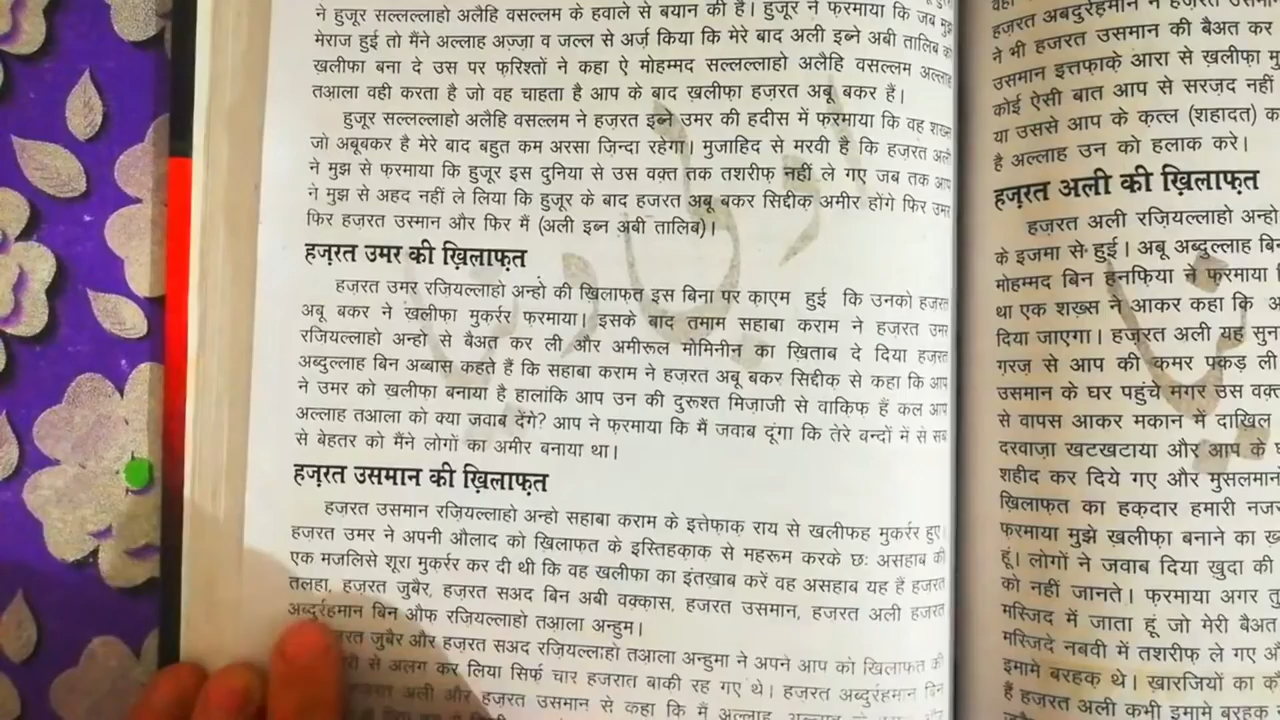 ने हुजूर सल्लल्लाहो अलैहि वसल्लम के हवाले से बयान की है। हुजूर ने फ़रमाया कि जब मुझे
मेराज हुई तो मैंने अल्लाह अज़्ज़ा व जल्ल से अर्ज़ किया कि मेरे बाद अली इब्ने अबी तालिब को
ख़लीफ़ा बना दे उस पर फ़रिश्तों ने कहा ऐ मोहम्मद सल्लल्लाहो अलैहि वसल्लम अल्लाह
तआ़ला वही करता है जो वह चाहता है आप के बाद ख़लीफ़ा हज़रत अबू बकर हैं।
हुजूर सल्लल्लाहो अलैहि वसल्लम ने हज़रत इब्ने उमर की हदीस में फ़रमाया कि वह शख़्स
जो अबूबकर है मेरे बाद बहुत कम अरसा ज़िन्दा रहेगा। मुजाहिद से मरवी है कि हज़रत अली
ने मुझ से फ़रमाया कि हुजूर इस दुनिया से उस वक़्त तक तशरीफ़ नहीं ले गए जब तक आप
ने मुझ से अहद नहीं ले लिया कि हुजूर के बाद हजरत अबू बकर सिद्दीक़ अमीर होंगे फिर उमर
फिर हज़रत उस्मान और फिर मैं (अली इब्न अबी तालिब)।
हज़रत उमर की ख़िलाफ़त
हज़रत उमर रज़ियल्लाहो अन्हो की ख़िलाफ़त इस बिना पर क़ाएम हुई कि उनको हज़रत
अबू बकर ने ख़लीफ़ा मुक़र्रर फ़रमाया। इसके बाद तमाम सहाबा कराम ने हज़रत उमर
रज़ियल्लाहो अन्हो से बैअत कर ली और अमीरूल मोमिनीन का ख़िताब दे दिया हज़रत
अब्दुल्लाह बिन अब्बास कहते हैं कि सहाबा कराम ने हज़रत अबू बकर सिद्दीक़ से कहा कि आप
ने उमर को ख़लीफ़ा बनाया है हालांकि आप उन की दुरूश्त मिज़ाजी से वाक़िफ़ हैं कल आप
अल्लाह तआला को क्या जवाब देंगे? आप ने फ़रमाया कि मैं जवाब दूंगा कि तेरे बन्दों में से सब
से बेहतर को मैंने लोगों का अमीर बनाया था।
हज़रत उसमान की ख़िलाफ़त
हज़रत उसमान रज़ियल्लाहो अन्हो सहाबा कराम के इत्तेफ़ाक़ राय से खलीफह मुक़र्रर हुए।
हज़रत उमर ने अपनी औलाद को ख़िलाफ़त के इस्तिहक़ाक़ से महरूम करके छः असहाब की
एक मजलिसे शूरा मुक़र्रर कर दी थी कि वह खलीफा का इंतख़ाब करें वह असहाब यह हैं हज़रत
तलहा, हज़रत जुबैर, हज़रत सअद बिन अबी वक़्क़ास, हजरत उसमान, हज़रत अली हज़रत
अब्दुर्रहमान बिन औफ़ रज़ियल्लाहो तआ़ला अन्हुम।
जुबैर और हज़रत सअद रज़ियल्लाहो तआ़ला अन्हुमा ने अपने आप को ख़िलाफ़त की
से अलग कर लिया सिर्फ़ चार हजरात बाकी रह गए थे। हज़रत अब्दुर्रहमान बिन
अली और हज़रत उसमान से कहा कि मैं
हज़रत अबदुर्रहमान ने हज़रत उसमान
ने भी हजरत उसमान की बैअत कर
उसमान इत्तफ़ाक़े आरा से ख़लीफ़ा
कोई ऐसी बात आप से सरज़द नहीं
या उससे आप के क़त्ल (शहादत)
है अल्लाह उन को हलाक करे।
हज़रत अली की ख़िलाफ़त
हज़रत अली रज़ियल्लाहो अन्हो
के इजमा से हुई। अबू अब्दुल्लाह
मोहम्मद बिन हनफ़िया ने फ़रमाया
था एक शख़्स ने आकर कहा कि
दिया जाएगा। हज़रत अली यह सुन
ग़रज़ से आप की कमर पकड़ ली
उसमान के घर पहुंचे मगर उस वक़्त
से वापस आकर मकान में दाख़िल
दरवाज़ा खटखटाया और आप के
शहीद कर दिये गए और मुसलमान
ख़िलाफ़त का हक़दार हमारी नजर
फ़रमाया मुझे ख़लीफ़ा बनाने का
हूं। लोगों ने जवाब दिया ख़ुदा की
को नहीं जानते। फ़रमाया अगर
मस्जिद में जाता हूं जो मेरी बैअत
मस्जिदे नबवी में तशरीफ़ ले गए
इमामे बरहक़ थे। ख़ारजियों का
हैं हज़रत अली कभी इमामे बरहक़